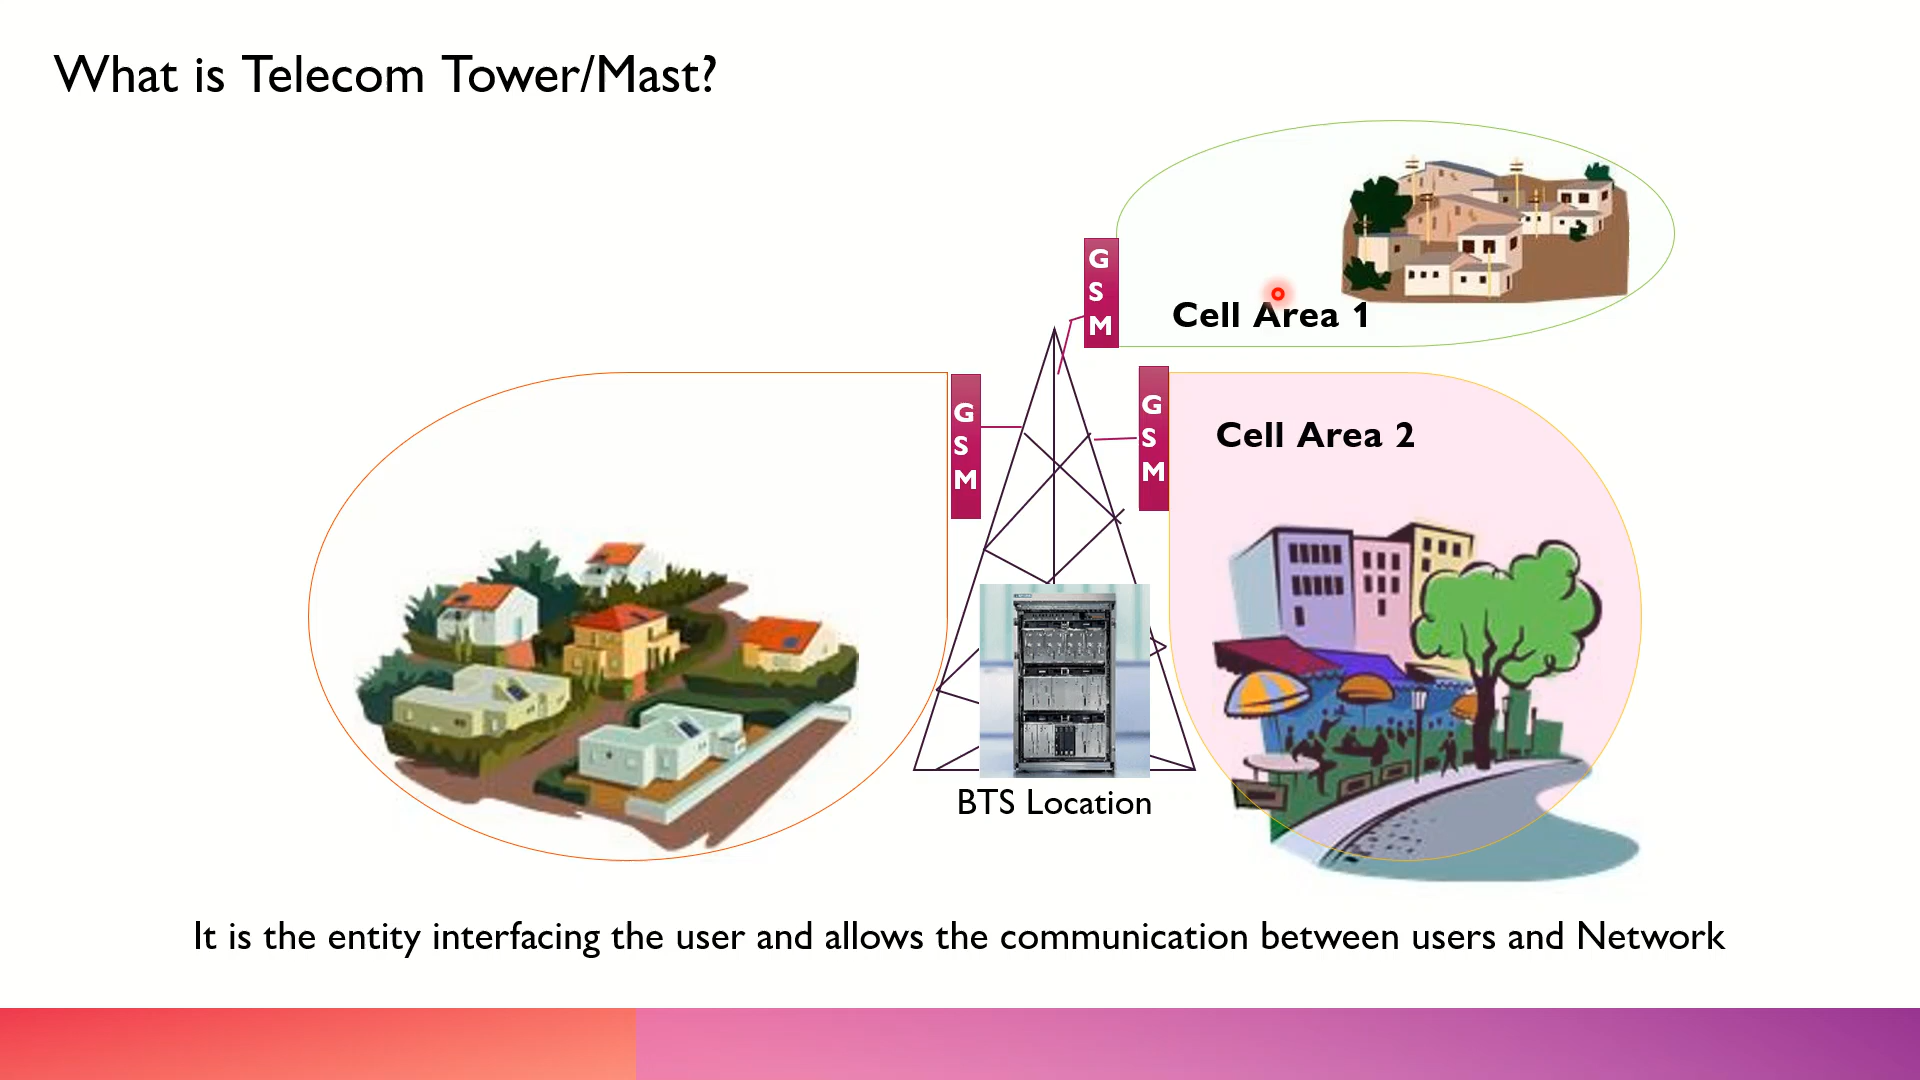 What is Telecom Tower/Mast?
G
S
M
Cell Area 1
G
S
M
G
S
M
Cell Area 2
BTS Location
It is the entity interfacing the user and allows the communication between users and Network